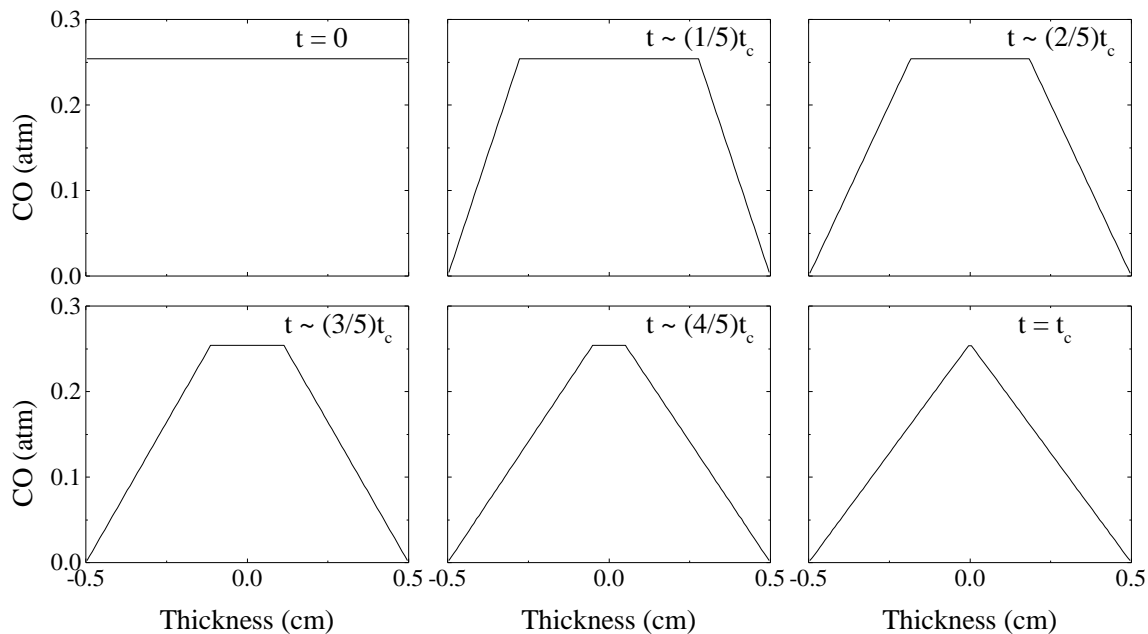 t = 0
t ~ (1/5)t_c
t ~ (2/5)t_c
0.3
0.2
0.1
0.0
CO (atm)
t ~ (3/5)t_c
t ~ (4/5)t_c
t = t_c
0.3
0.2
0.1
0.0
CO (atm)
-0.5 0.0 0.5
-0.5 0.0 0.5
-0.5 0.0 0.5
Thickness (cm)
Thickness (cm)
Thickness (cm)